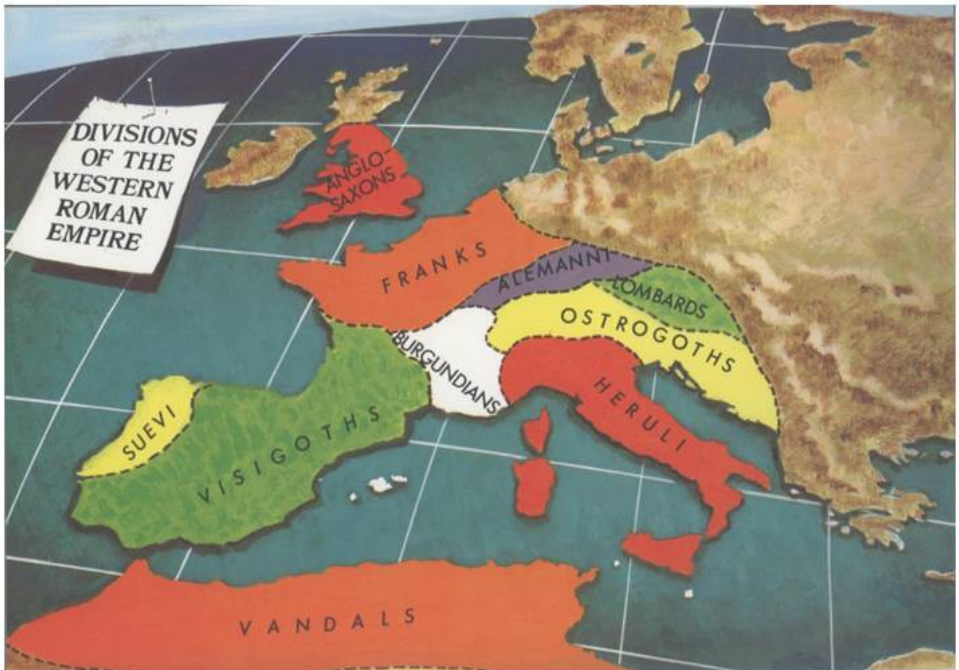 DIVISIONS
OF THE
WESTERN
ROMAN
EMPIRE
ANGLO-
SAXONS
FRANKS
ALEMANNI
LOMBARDS
OSTROGOTHS
BURGUNDIANS
HERULI
SUEVI
VISIGOTHS
VANDALS